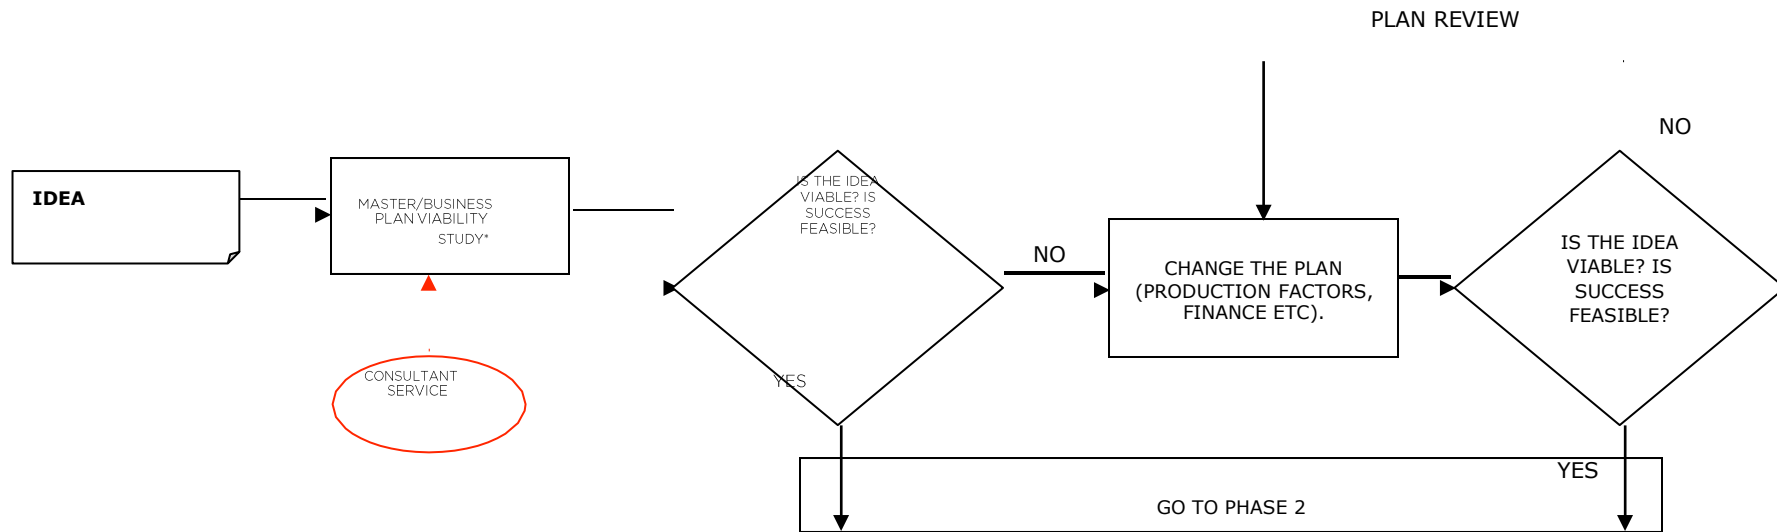 PLAN REVIEW
NO
IDEA
MASTER/BUSINESS
PLAN VIABILITY
STUDY*
IS THE IDEA
VIABLE? IS
SUCCESS
FEASIBLE?
NO
CHANGE THE PLAN
(PRODUCTION FACTORS,
FINANCE ETC).
IS THE IDEA
VIABLE? IS
SUCCESS
FEASIBLE?
CONSULTANT
SERVICE
YES
YES
GO TO PHASE 2